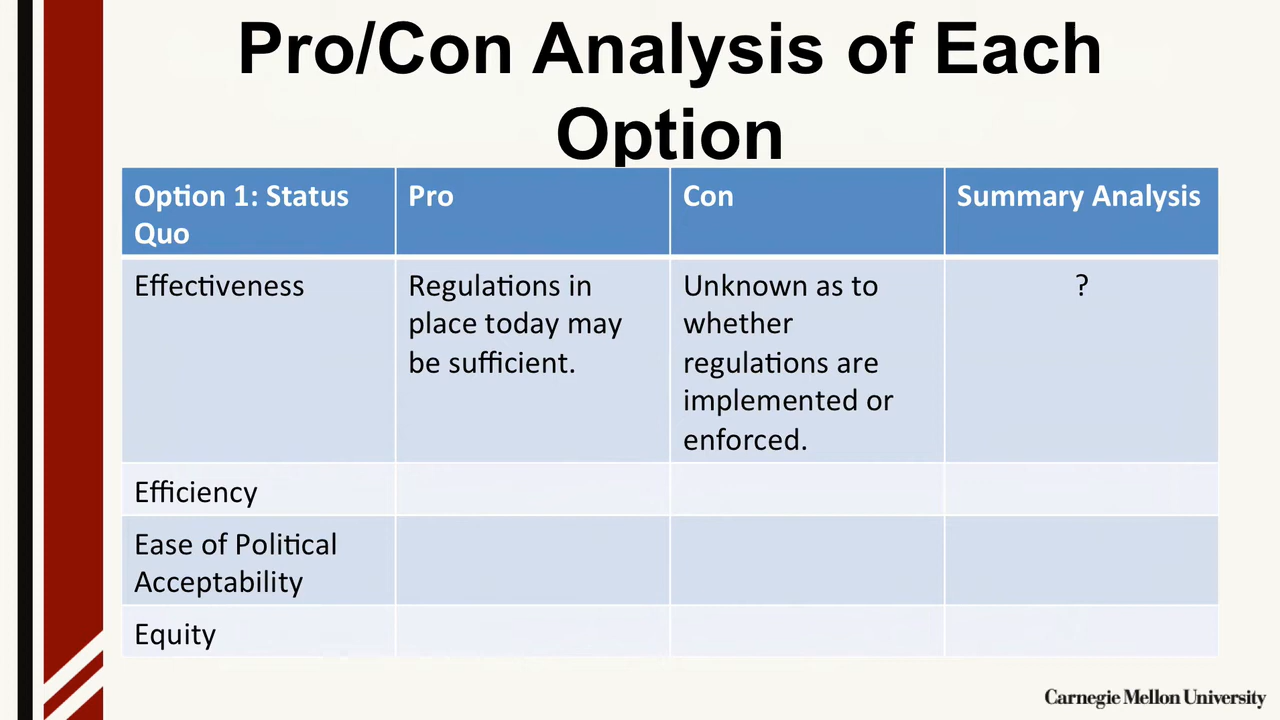 Pro/Con Analysis of Each
Option
Option 1: Status
Quo
Pro
Con
Summary Analysis
Effectiveness
Regulations in
place today may
be sufficient.
Unknown as to
whether
regulations are
implemented or
enforced.
?
Efficiency
Ease of Political
Acceptability
Equity
Carnegie Mellon University